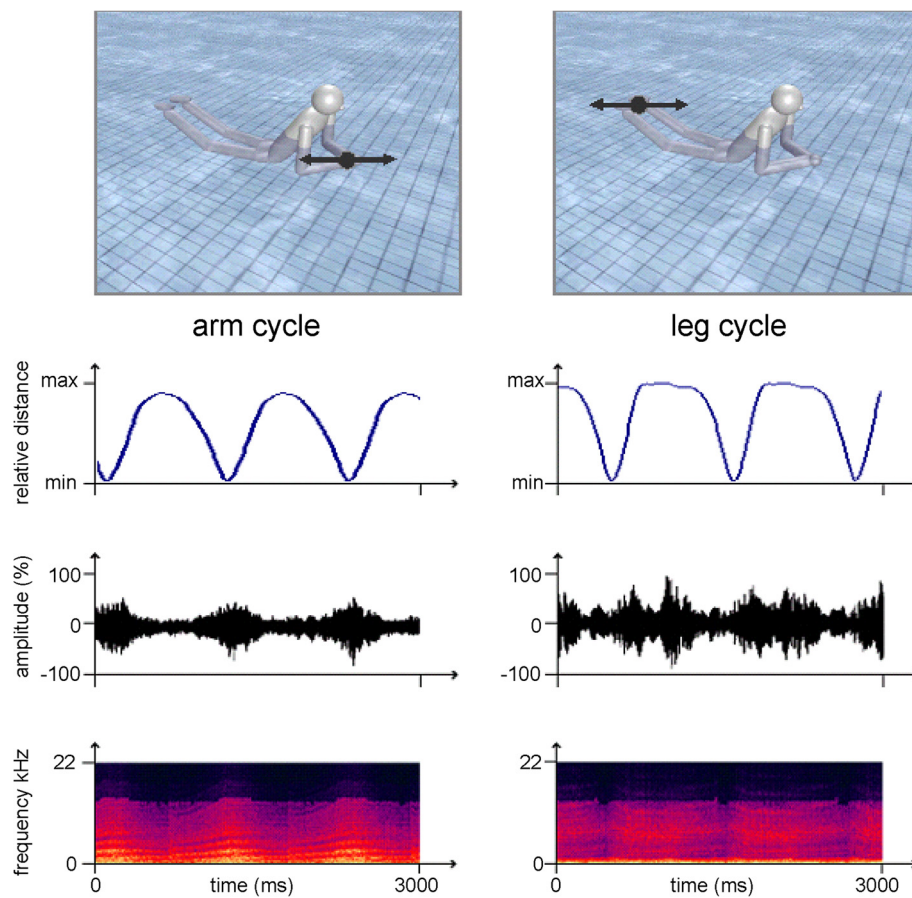 arm cycle
leg cycle
relative distance
max
min
max
min
amplitude (%)
100
0
-100
100
0
-100
frequency kHz
22
0
22
0
0
time (ms)
3000
0
time (ms)
3000